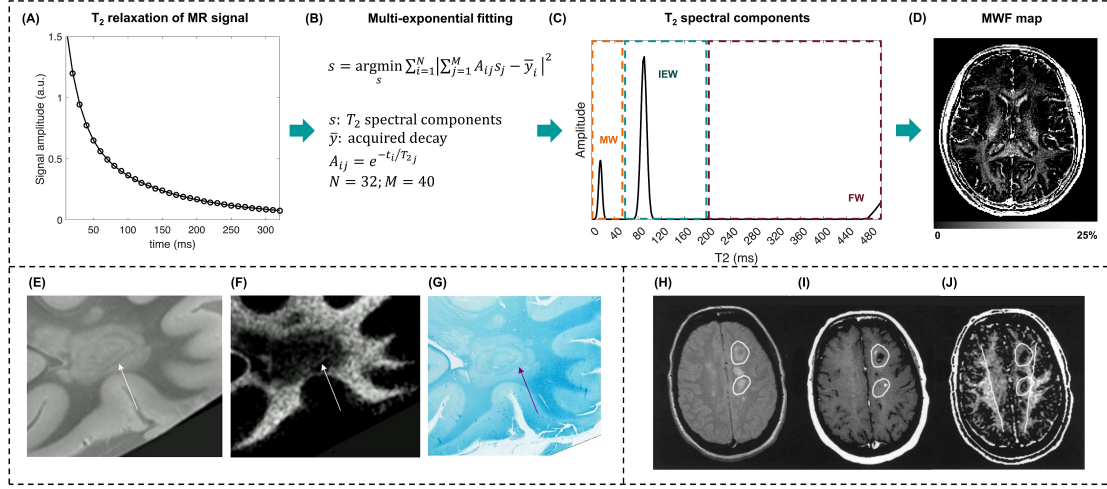 (A) T₂ relaxation of MR signal
1.5
1
0.5
0
Signal amplitude (a.u.)
50 100 150 200 250 300
time (ms)
(B) Multi-exponential fitting
s = argmin ∑ᵢ₌₁ᴺ |∑ⱼ₌₁ᴹ Aᵢⱼsⱼ − y̅ᵢ|²
s
s: T₂ spectral components
y̅: acquired decay
Aᵢⱼ = e^(−tᵢ/T₂ⱼ)
N = 32; M = 40
(C) T₂ spectral components
Amplitude
MW
IEW
FW
0 40 80 120 160 200 240 280 320 360 400 440 480
T2 (ms)
(D) MWF map
0 25%
(E) (F) (G)
(H) (I) (J)